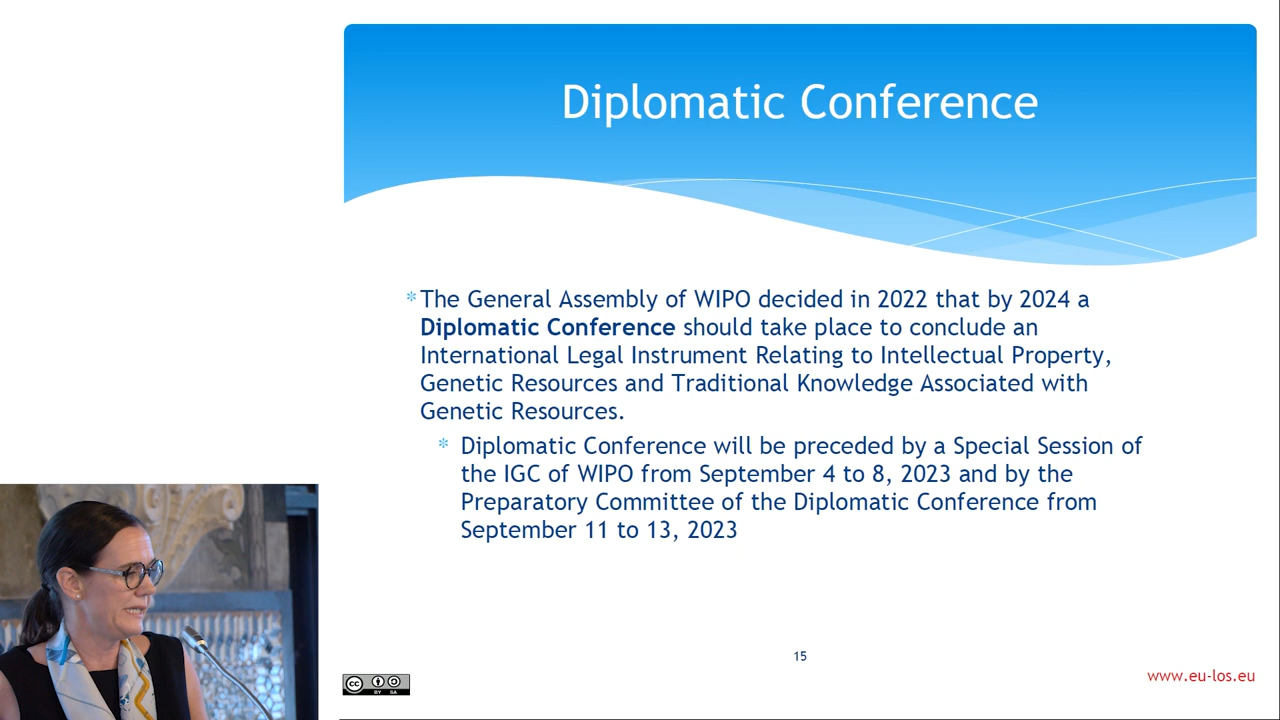 Diplomatic Conference
* The General Assembly of WIPO decided in 2022 that by 2024 a
Diplomatic Conference should take place to conclude an
International Legal Instrument Relating to Intellectual Property,
Genetic Resources and Traditional Knowledge Associated with
Genetic Resources.
* Diplomatic Conference will be preceded by a Special Session of
the IGC of WIPO from September 4 to 8, 2023 and by the
Preparatory Committee of the Diplomatic Conference from
September 11 to 13, 2023
15
cc BY SA
www.eu-los.eu